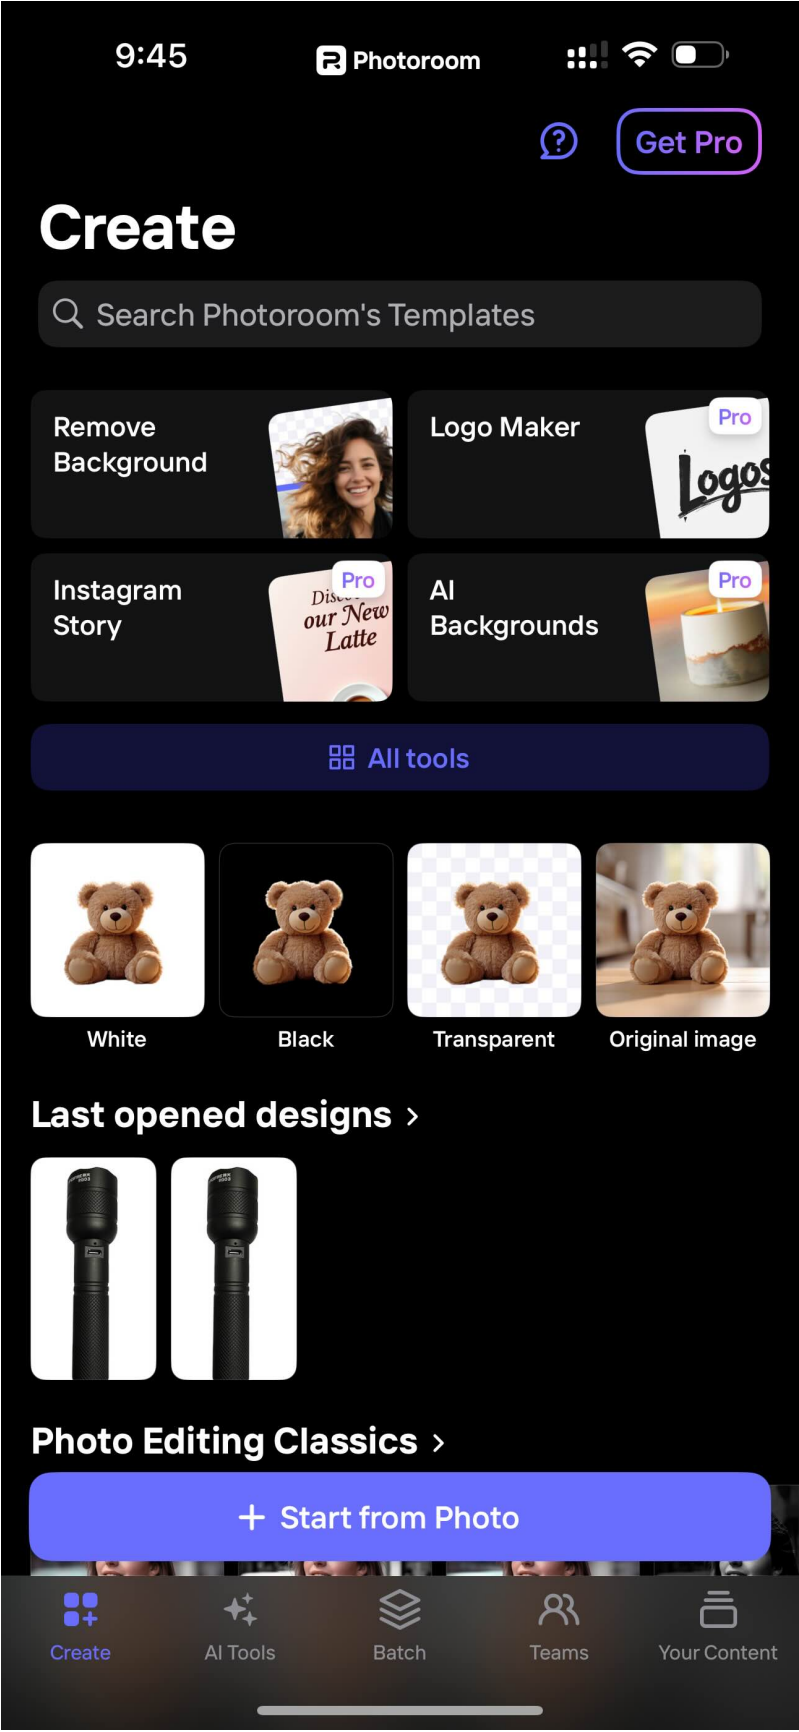 9:45
Photoroom
Get Pro
Create
Search Photoroom's Templates
Remove
Background
Logo Maker
Pro
Logos
Instagram
Story
Pro
our New
Latte
AI
Backgrounds
Pro
All tools
White
Black
Transparent
Original image
Last opened designs
Photo Editing Classics
+ Start from Photo
Create
AI Tools
Batch
Teams
Your Content